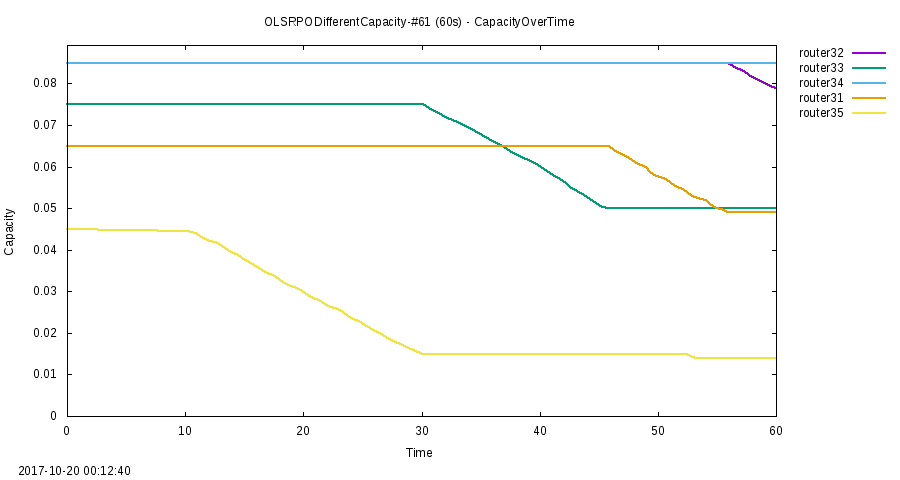 OLSRPODifferentCapacity-#61 (60s) - CapacityOverTime
router32
router33
router34
router31
router35
0.08
0.07
0.06
0.05
0.04
0.03
0.02
0.01
0
Capacity
0 10 20 30 40 50 60
Time
2017-10-20 00:12:40